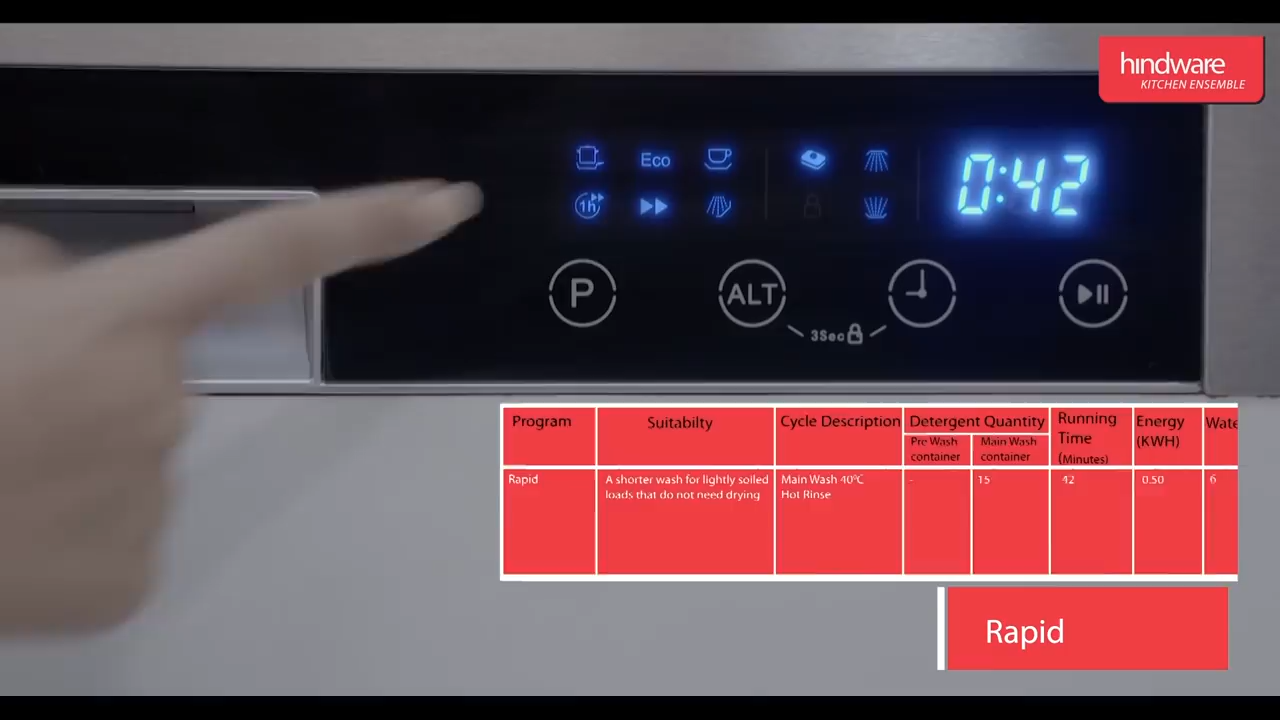 hindware
KITCHEN ENSEMBLE
Eco
1h
0:42
P
ALT
3Sec
Program
Suitabilty
Cycle Description
Detergent Quantity
Pre Wash
container
Main Wash
container
Running
Time
(Minutes)
Energy
(KWH)
Rapid
A shorter wash for lightly soiled
loads that do not need drying
Main Wash 40°C
Hot Rinse
-
15
42
0.50
6
Rapid